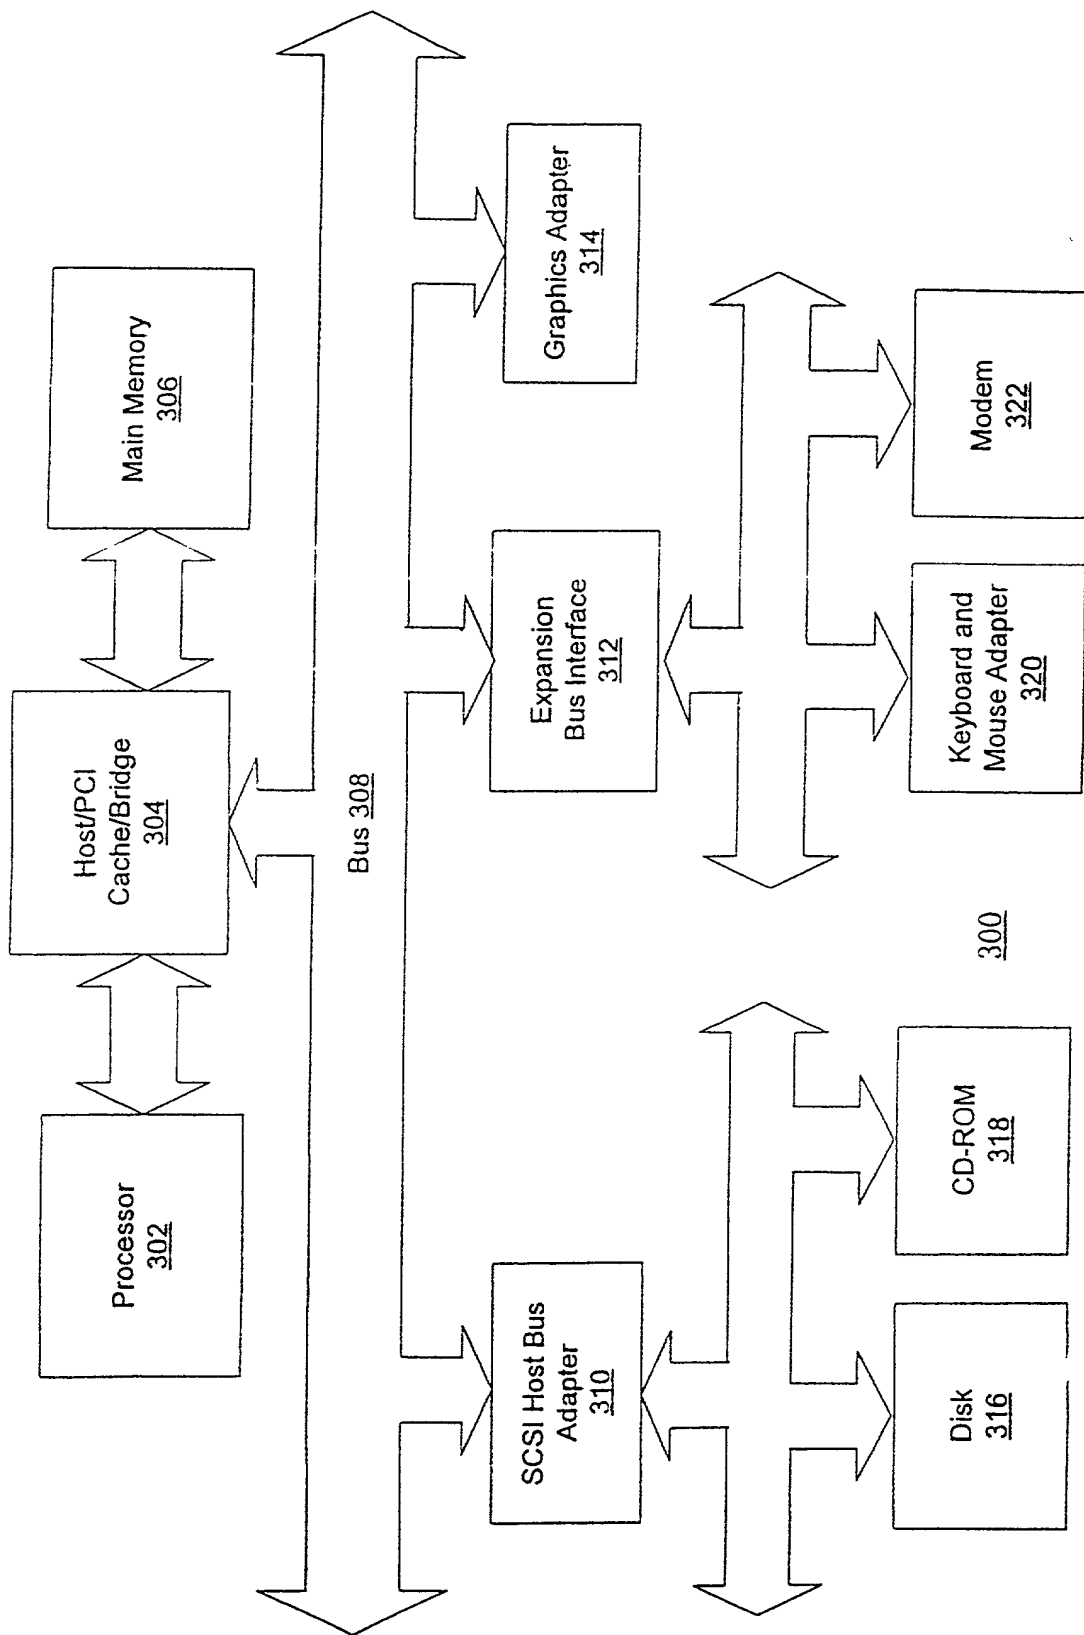 Processor
302
Host/PCI
Cache/Bridge
304
Main Memory
306
Bus 308
SCSI Host Bus
Adapter
310
Expansion
Bus Interface
312
Graphics Adapter
314
Disk
316
CD-ROM
318
300
Keyboard and
Mouse Adapter
320
Modem
322